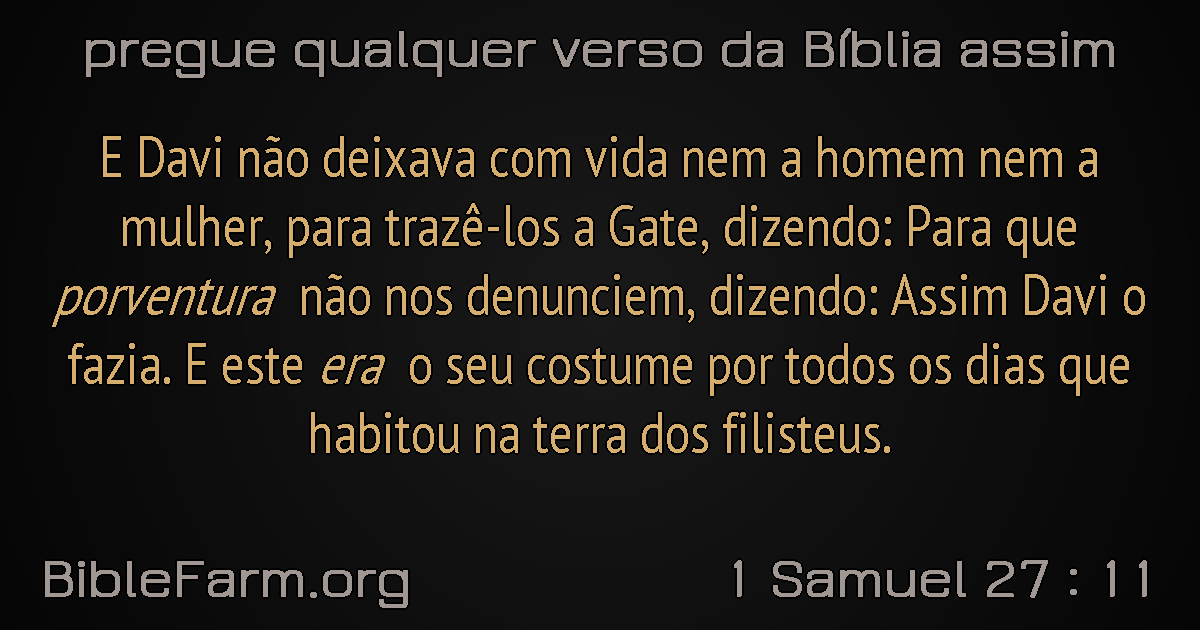 pregue qualquer verso da Bíblia assim
E Davi não deixava com vida nem a homem nem a
mulher, para trazê-los a Gate, dizendo: Para que
porventura não nos denunciem, dizendo: Assim Davi o
fazia. E este era o seu costume por todos os dias que
habitou na terra dos filisteus.
BibleFarm.org
1 Samuel 27 : 11